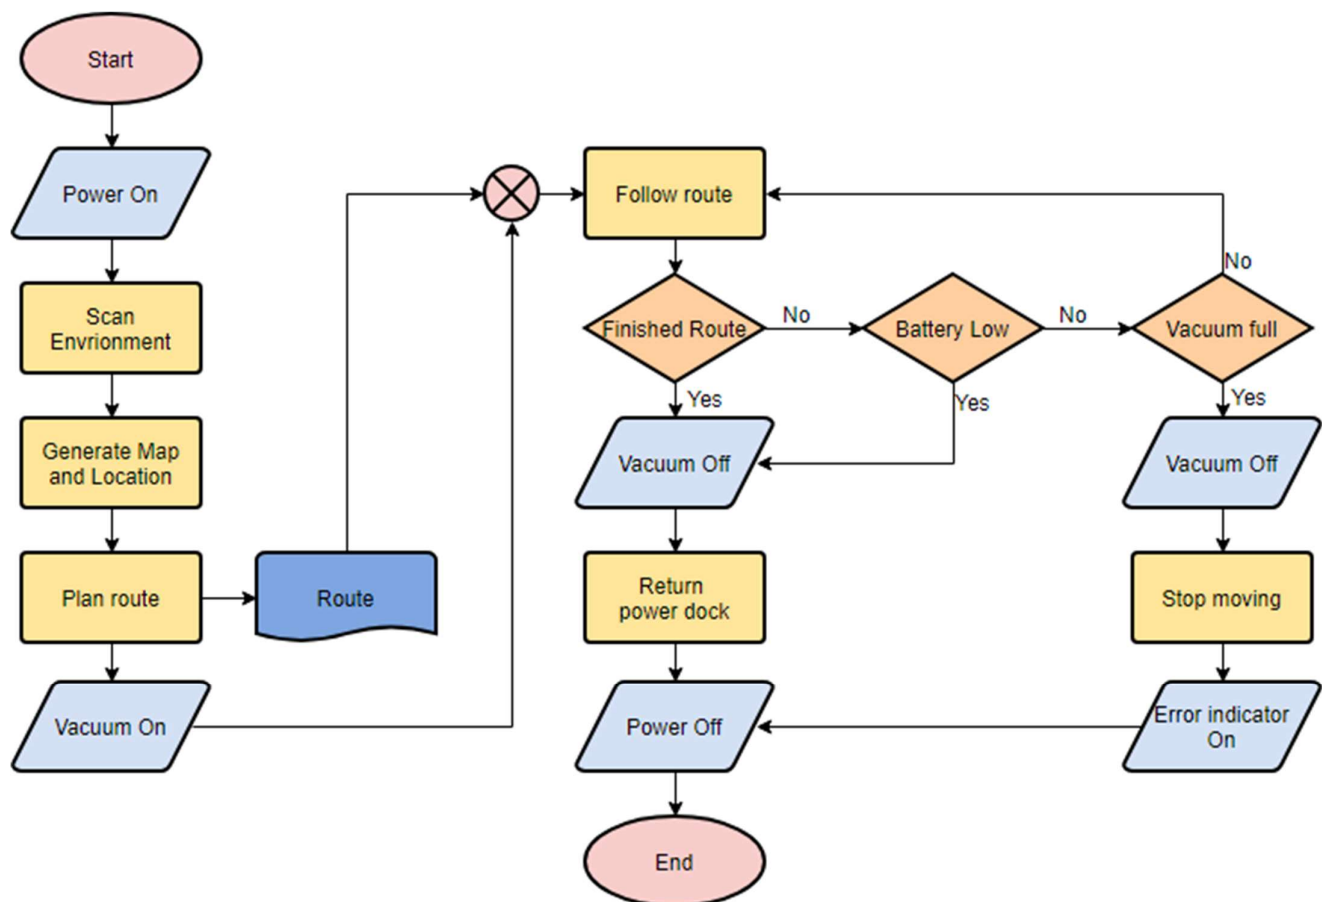 Start
Power On
Scan
Envrionment
Generate Map
and Location
Plan route
Route
Vacuum On
Follow route
Finished Route
No
Battery Low
No
Vacuum full
No
Yes
Yes
Yes
Vacuum Off
Vacuum Off
Return
power dock
Stop moving
Power Off
Error indicator
On
End